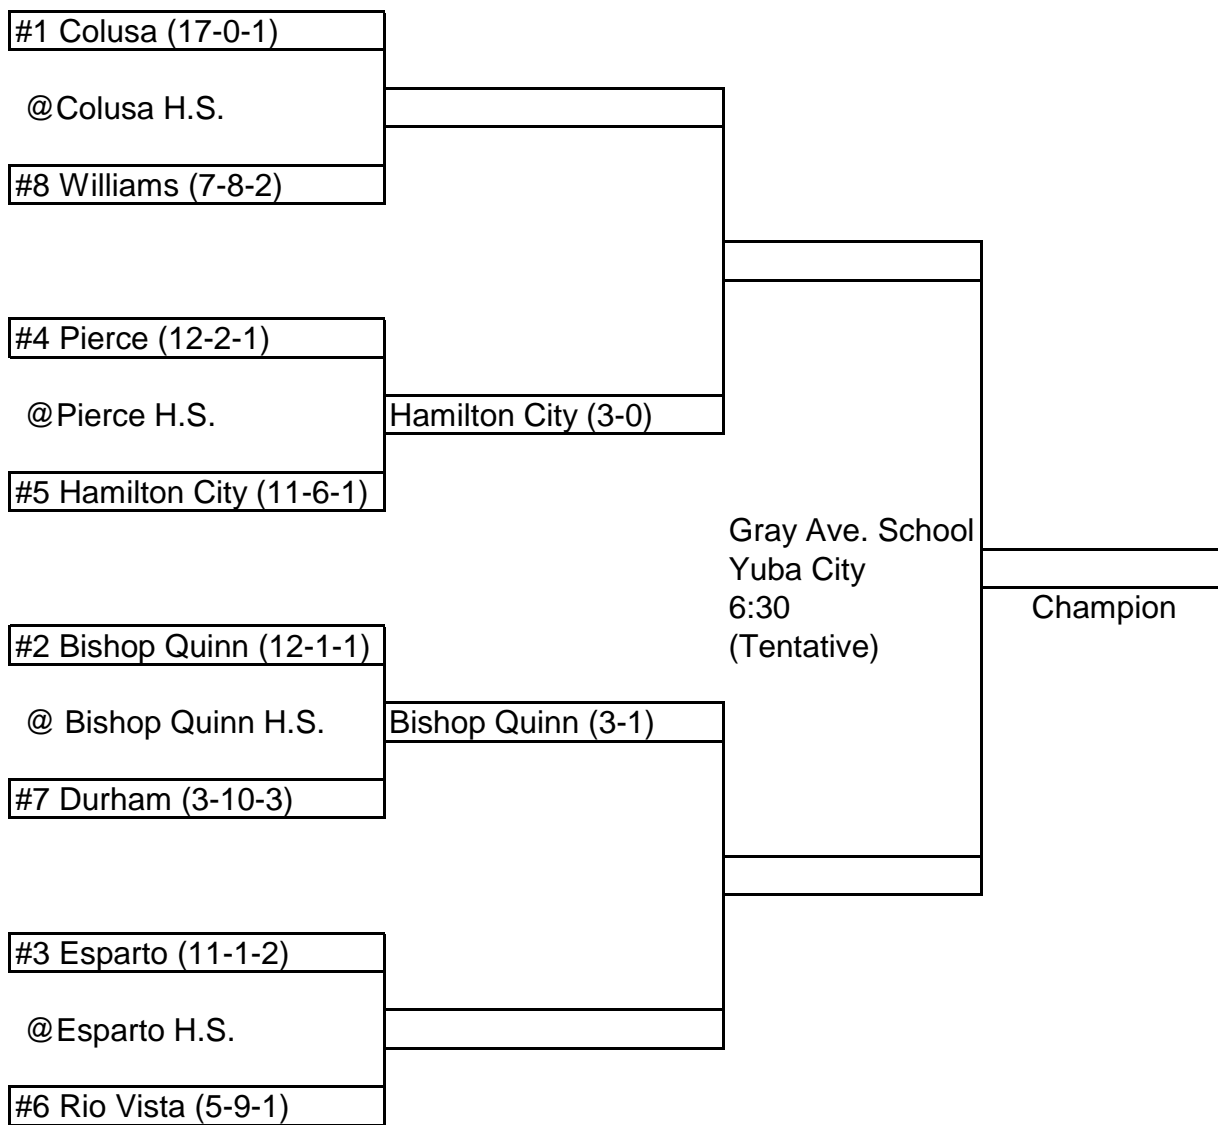 #1 Colusa (17-0-1)
@Colusa H.S.
#8 Williams (7-8-2)
#4 Pierce (12-2-1)
@Pierce H.S.
Hamilton City (3-0)
#5 Hamilton City (11-6-1)
Gray Ave. School
Yuba City
6:30
(Tentative)
Champion
#2 Bishop Quinn (12-1-1)
@ Bishop Quinn H.S.
Bishop Quinn (3-1)
#7 Durham (3-10-3)
#3 Esparto (11-1-2)
@Esparto H.S.
#6 Rio Vista (5-9-1)